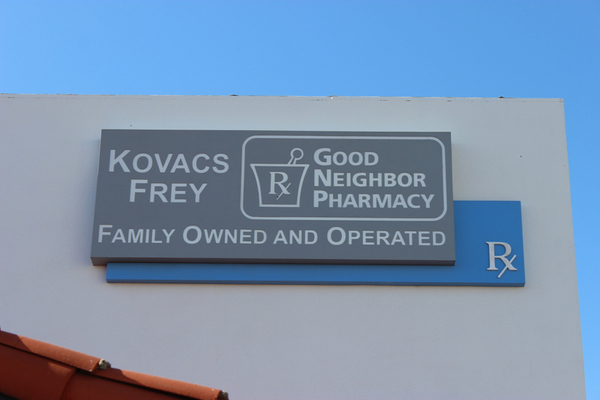 KOVACS
FREY
Rx
GOOD
NEIGHBOR
PHARMACY
FAMILY OWNED AND OPERATED
Rx